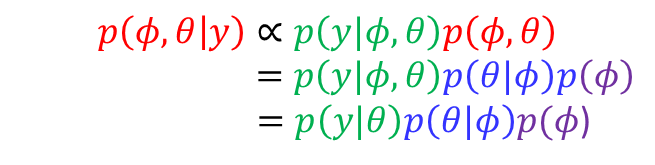 p(ϕ, θ|y) ∝ p(y|ϕ, θ)p(ϕ, θ)
= p(y|ϕ, θ)p(θ|ϕ)p(ϕ)
= p(y|θ)p(θ|ϕ)p(ϕ)